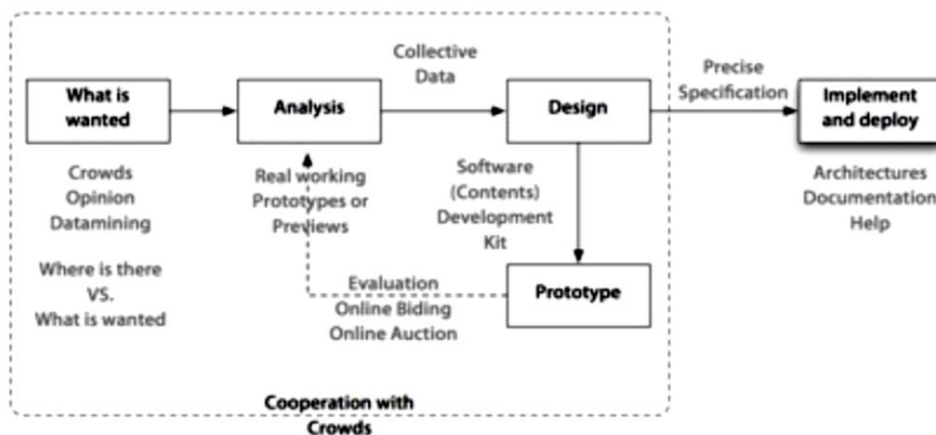 Collective
Data
Precise
Specification
What is
wanted
Analysis
Design
Implement
and deploy
Crowds
Opinion
Datamining
Where is there
VS.
What is wanted
Real working
Prototypes or
Previews
Software
(Contents)
Development
Kit
Architectures
Documentation
Help
Evaluation
Online Biding
Online Auction
Prototype
Cooperation with
Crowds